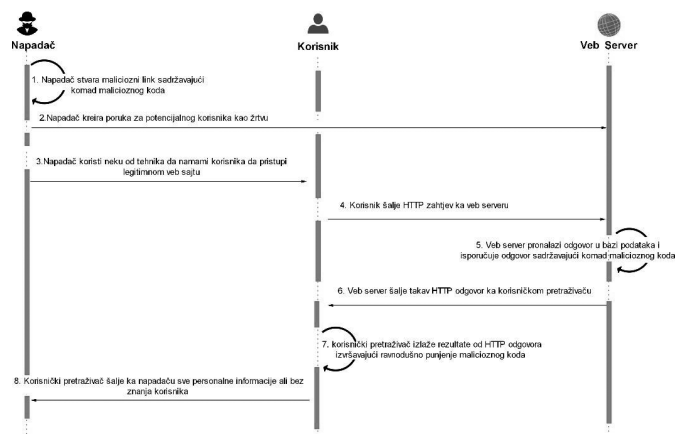 Napadač
Korisnik
Veb Server
1. Napadač stvara maliciozni link sadržavajući
komad malicioznog koda
2.Napadač kreira poruka za potencijalnog korisnika kao žrtvu
3.Napadač koristi neku od tehnika da namami korisnika da pristupi
legitimnom veb sajtu
4. Korisnik šalje HTTP zahtjev ka veb serveru
5. Veb server pronalazi odgovor u bazi podataka i
isporučuje odgovor sadržavajući komad malicioznog koda
6. Veb server šalje takav HTTP odgovor ka korisničkom pretraživaču
7. korisnički pretraživač izlaže rezultate od HTTP odgovora
izvršavajući ravnodušno punjenje malicioznog koda
8. Korisnički pretraživač šalje ka napadaču sve personalne informacije ali bez
znanja korisnika